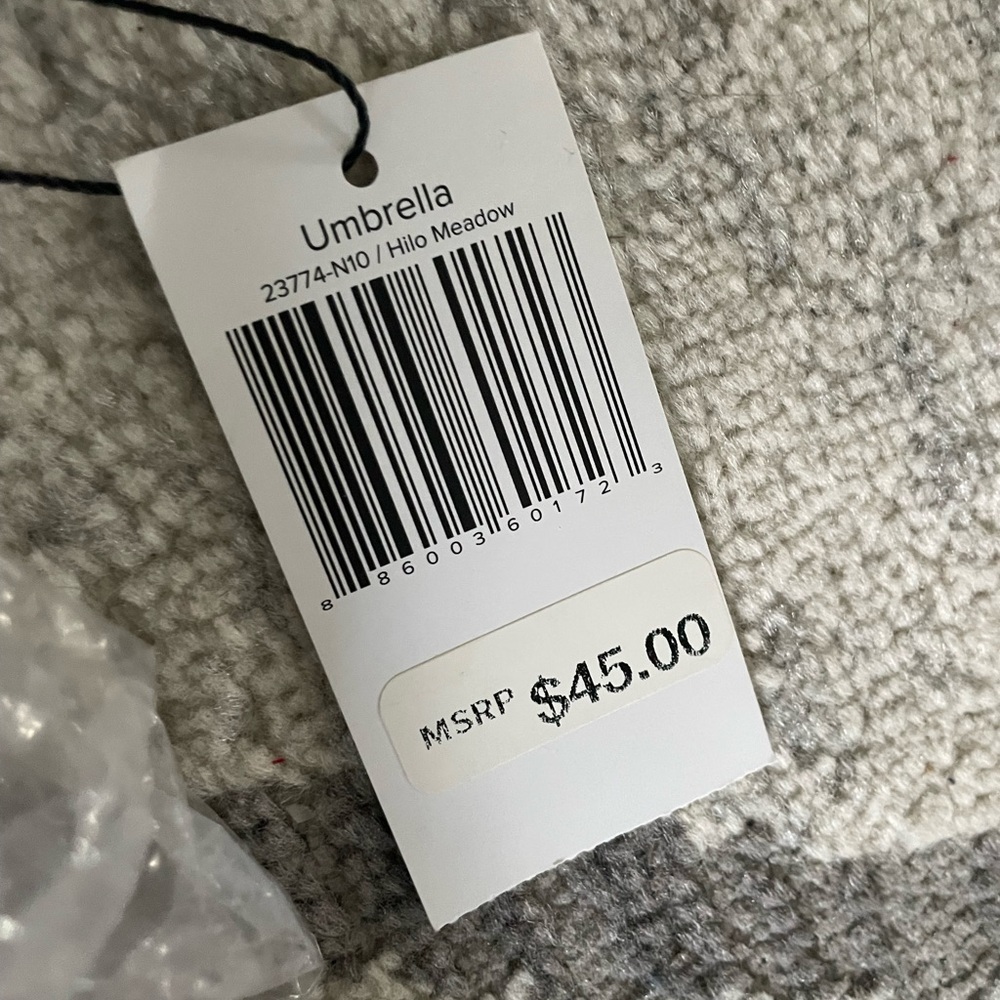 Umbrella
23774-N10 / Hilo Meadow
8 86003 60172 3
MSRP $45.00